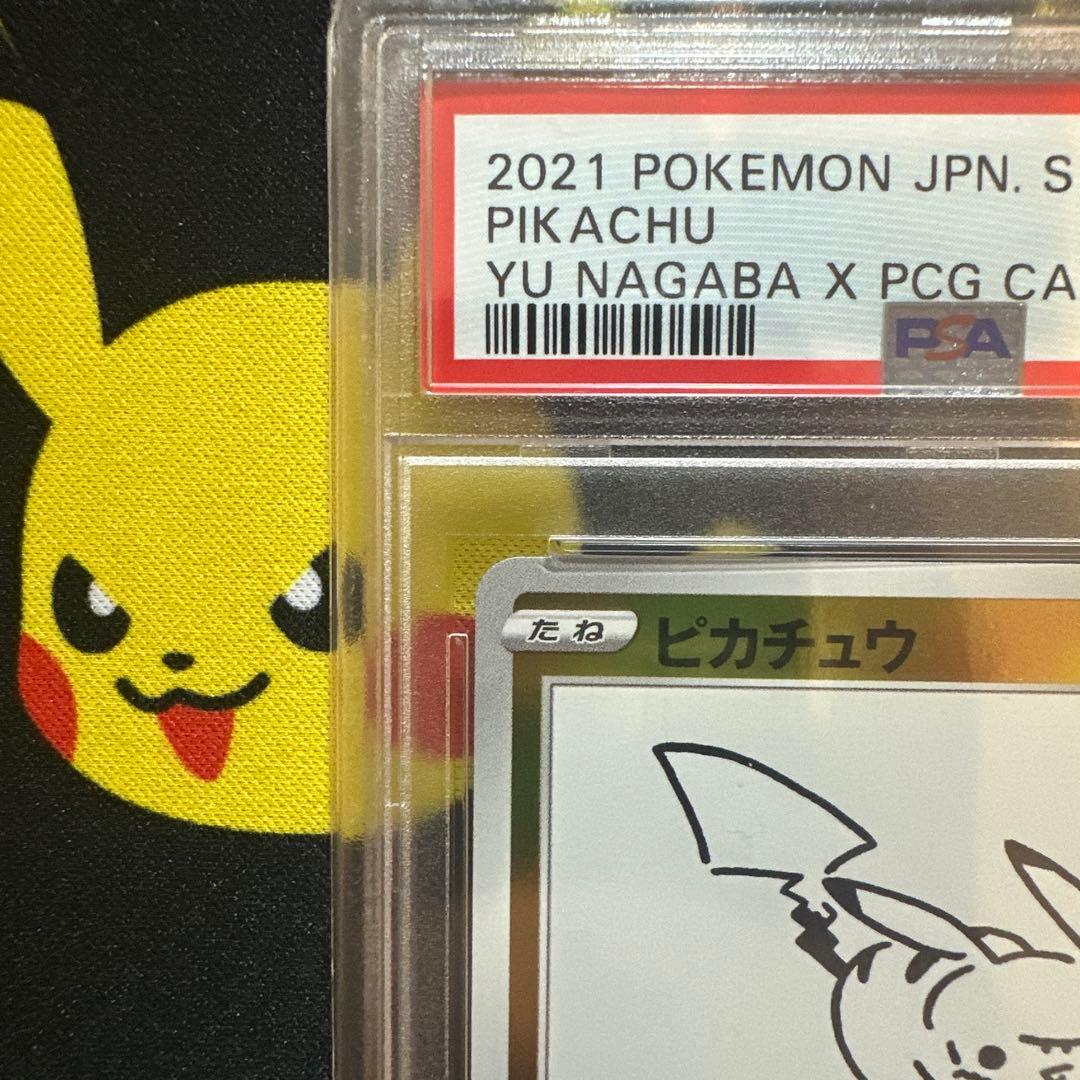 2021 POKEMON JPN. S
PIKACHU
YU NAGABA X PCG CA
PSA
たね ピカチュウ